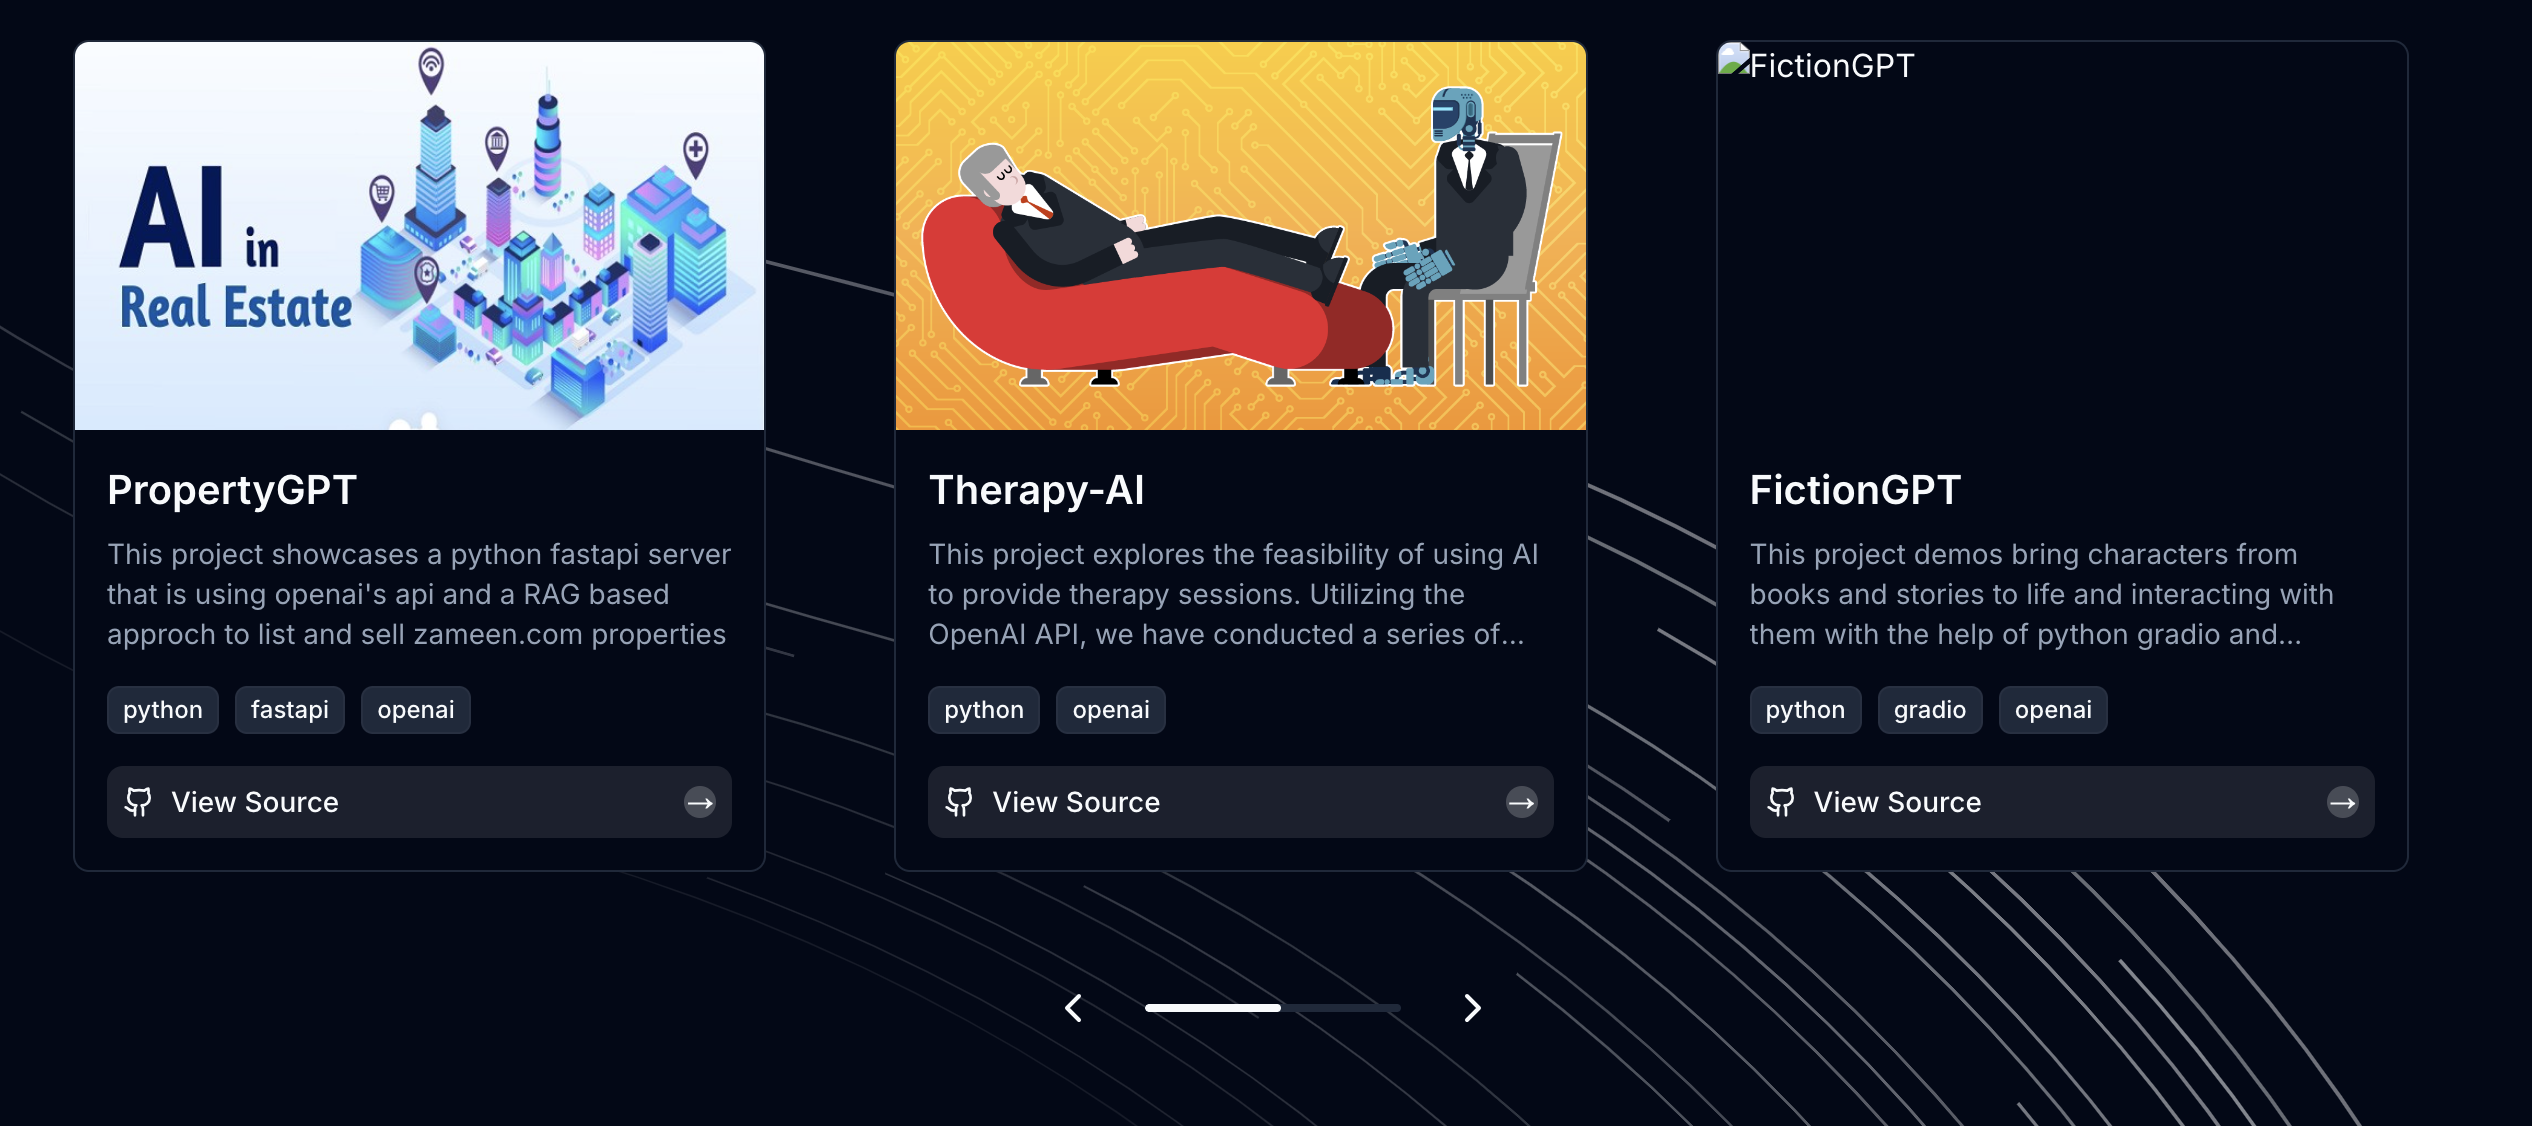 AI in
Real Estate
PropertyGPT
This project showcases a python fastapi server
that is using openai's api and a RAG based
approch to list and sell zameen.com properties
python fastapi openai
View Source
Therapy-AI
This project explores the feasibility of using AI
to provide therapy sessions. Utilizing the
OpenAI API, we have conducted a series of...
python openai
View Source
FictionGPT
FictionGPT
This project demos bring characters from
books and stories to life and interacting with
them with the help of python gradio and...
python gradio openai
View Source